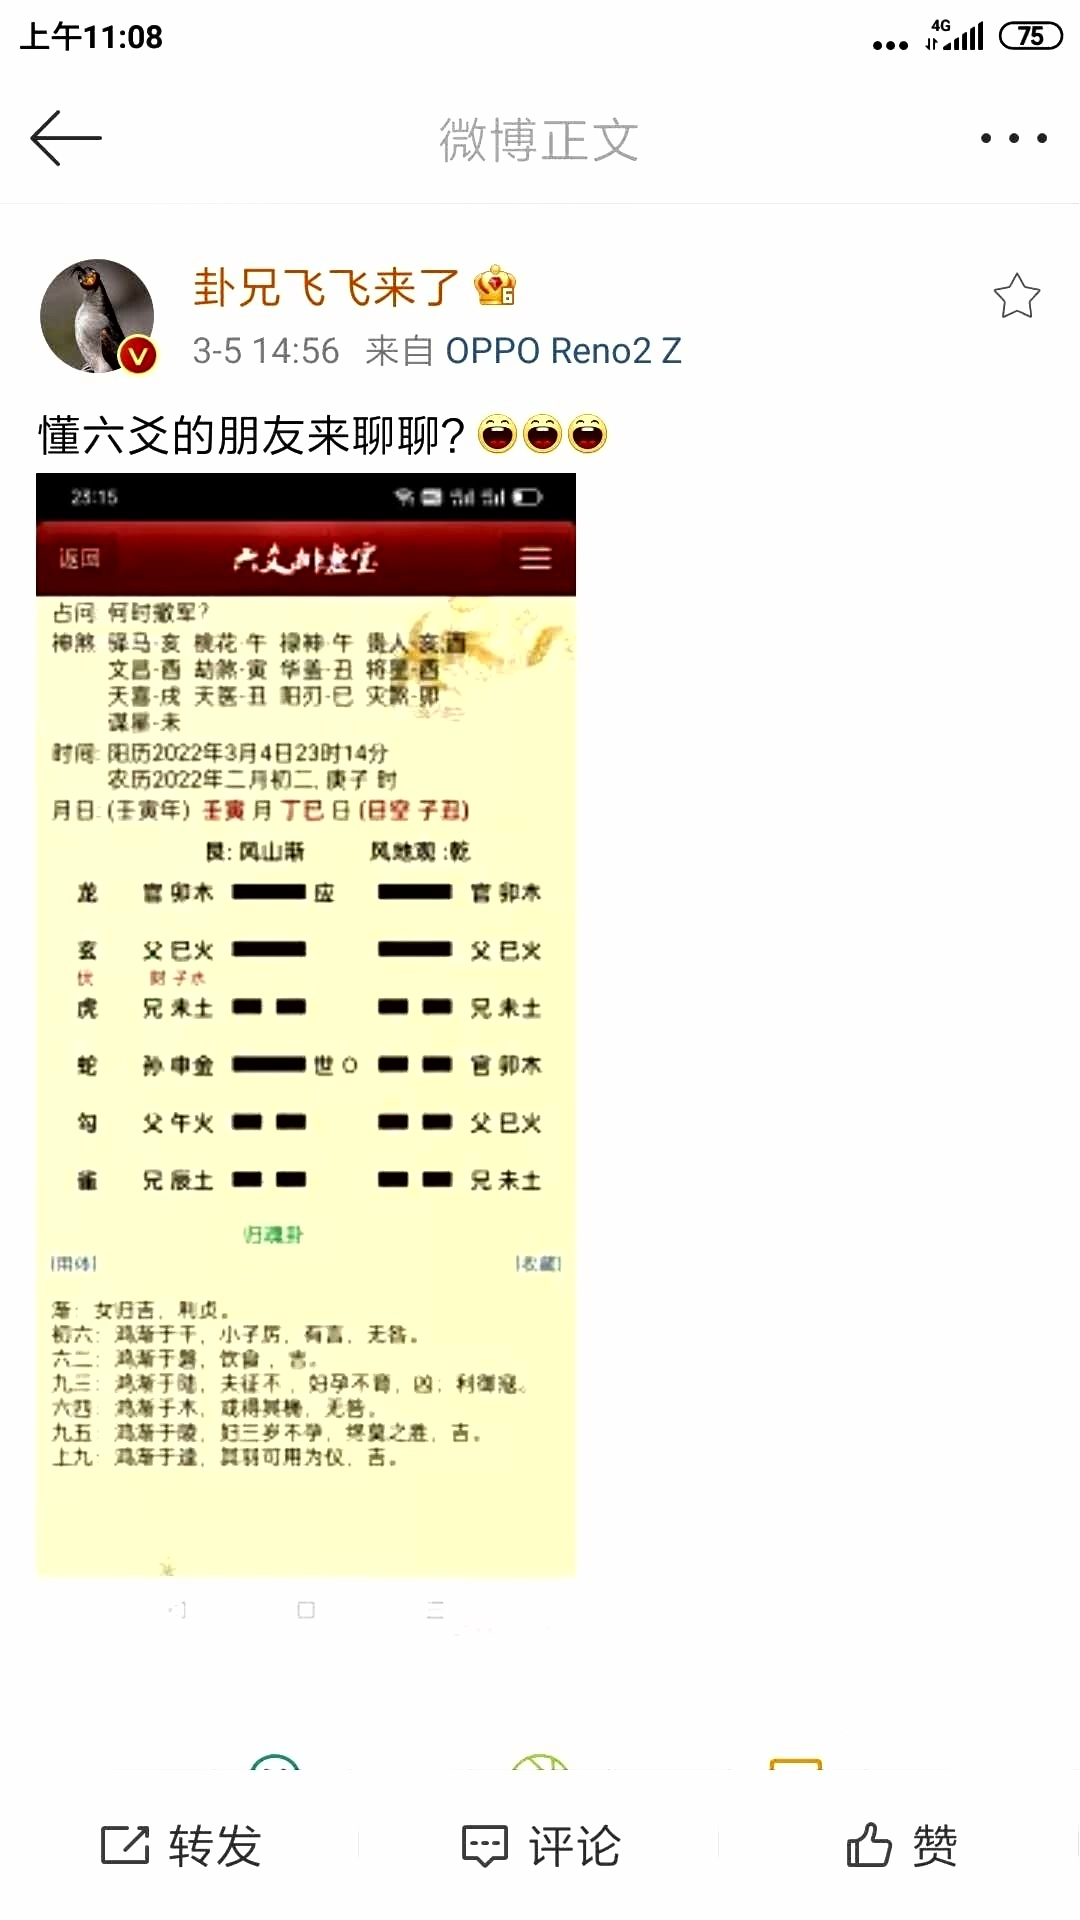 上午11:08
4G
75
微博正文
卦兄飞飞来了
6
3-5 14:56 来自 OPPO Reno2 Z
懂六爻的朋友来聊聊?
23:15
返回 六爻排盘宝
占问: 何时撤军?
神煞: 驿马-亥 桃花-午 禄神-午 贵人-亥,酉
文昌-酉 劫煞-寅 华盖-丑 将星-酉
天喜-戌 天医-丑 阳刃-巳 灾煞-卯
谋星-未
时间: 阳历2022年3月4日23时14分
农历2022年二月初二, 庚子 时
月日: (壬寅年) 壬寅 月 丁巳 日 (日空 子丑)
艮: 风山渐 风地观 :乾
龙 官 卯木 应 官 卯木
玄 父 巳火 父 巳火
伏 财 子水
虎 兄 未土 兄 未土
蛇 孙 申金 世 O 官 卯木
勾 父 午火 父 巳火
雀 兄 辰土 兄 未土
归魂卦
[收藏]
渐: 女归吉, 利贞。
初六: 鸿渐于干, 小子厉, 有言, 无咎。
六二: 鸿渐于磐, 饮食 , 吉。
九三: 鸿渐于陆, 夫征不 , 妇孕不育, 凶; 利御寇。
六四: 鸿渐于木, 或得其桷, 无咎。
九五: 鸿渐于陵, 妇三岁不孕, 终莫之胜, 吉。
上九: 鸿渐于逵, 其羽可用为仪, 吉。
转发 评论 赞